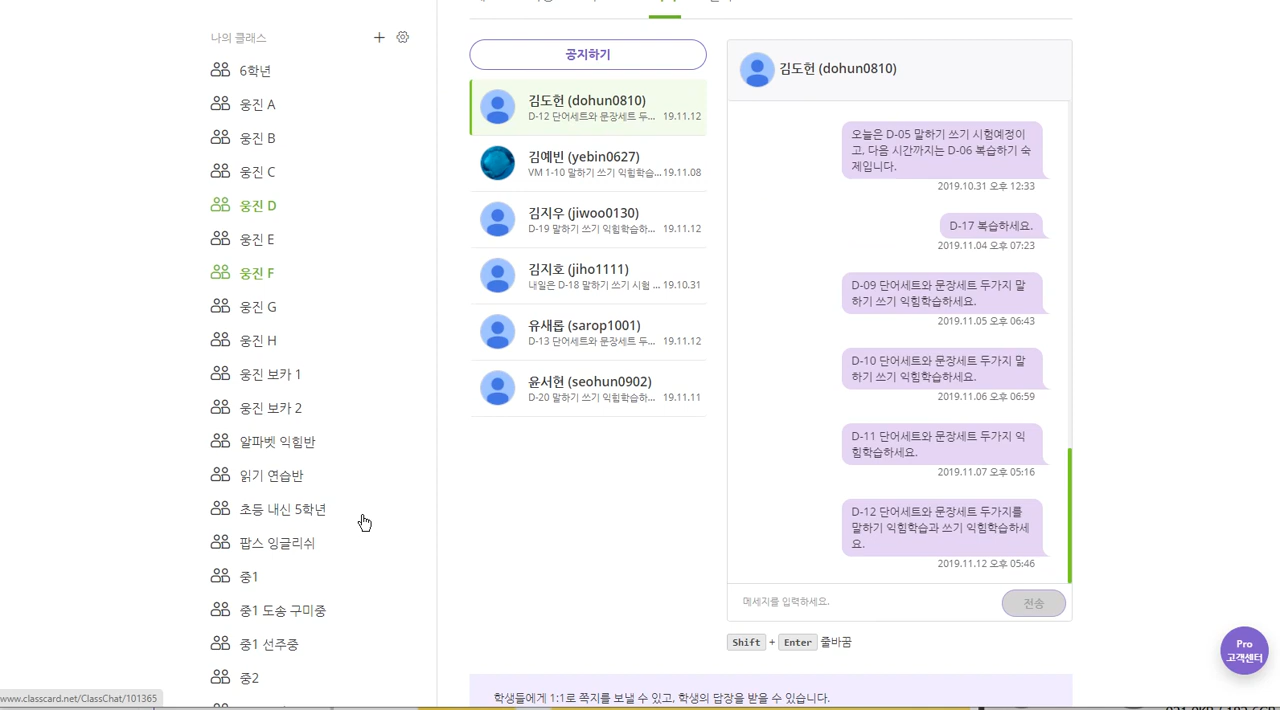 나의 클래스
6학년
웅진 A
웅진 B
웅진 C
웅진 D
웅진 E
웅진 F
웅진 G
웅진 H
웅진 보카 1
웅진 보카 2
알파벳 익힘반
읽기 연습반
초등 내신 5학년
팝스 잉글리쉬
중1
중1 도송 구미중
중1 선주중
중2
www.classcard.net/ClassChat/101365
공지하기
김도헌 (dohun0810)
D-12 단어세트와 문장세트 두... 19.11.12
김예빈 (yebin0627)
VM 1-10 말하기 쓰기 익힘학습... 19.11.08
김지우 (jiwoo0130)
D-19 말하기 쓰기 익힘학습하... 19.11.12
김지호 (jiho1111)
내일은 D-18 말하기 쓰기 시험 ... 19.10.31
유새롭 (sarop1001)
D-13 단어세트와 문장세트 두... 19.11.12
윤서헌 (seohun0902)
D-20 말하기 쓰기 익힘학습하... 19.11.11
김도헌 (dohun0810)
오늘은 D-05 말하기 쓰기 시험예정이
고, 다음 시간까지는 D-06 복습하기 숙
제입니다.
2019.10.31 오후 12:33
D-17 복습하세요.
2019.11.04 오후 07:23
D-09 단어세트와 문장세트 두가지 말
하기 쓰기 익힘학습하세요.
2019.11.05 오후 06:43
D-10 단어세트와 문장세트 두가지 말
하기 쓰기 익힘학습하세요.
2019.11.06 오후 06:59
D-11 단어세트와 문장세트 두가지 익
힘학습하세요.
2019.11.07 오후 05:16
D-12 단어세트와 문장세트 두가지를
말하기 익힘학습과 쓰기 익힘학습하세
요.
2019.11.12 오후 05:46
메세지를 입력하세요.
전송
Shift + Enter 줄바꿈
학생들에게 1:1로 쪽지를 보낼 수 있고, 학생의 답장을 받을 수 있습니다.
Pro
고객센터